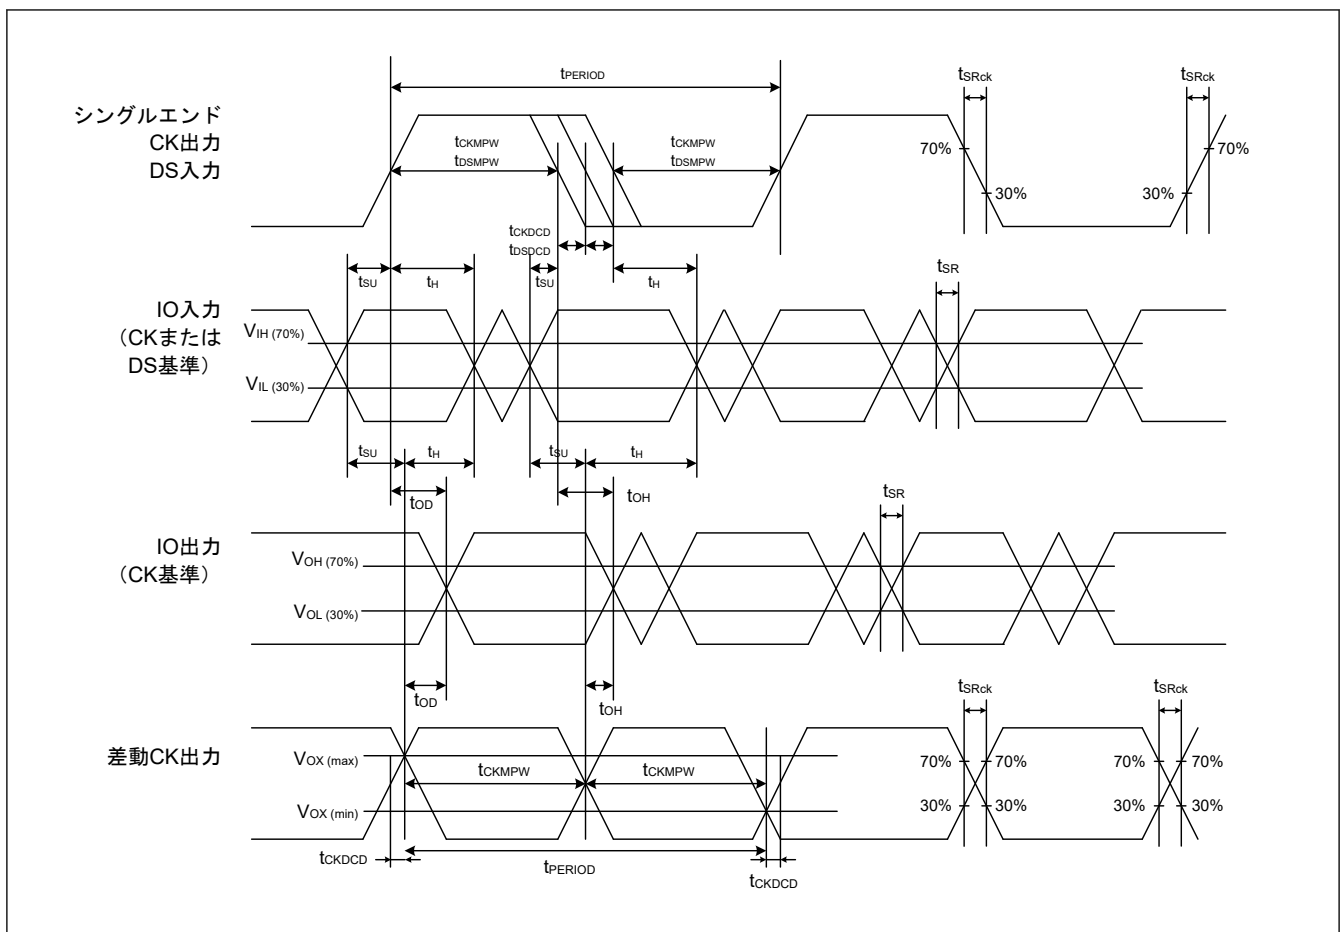 tPERIOD
tSRck
tSRck
シングルエンド
CK出力
DS入力
tCKMPW
tDSMPW
tCKMPW
tDSMPW
70%
30%
30%
70%
tCKDCD
tDSDCD
tSU
tH
tSU
tH
tSR
IO入力
(CKまたは
DS基準)
VIH (70%)
VIL (30%)
tSU
tH
tSU
tH
tOD
tOH
tSR
IO出力
(CK基準)
VOH (70%)
VOL (30%)
tOD
tOH
tSRck
tSRck
差動CK出力
VOX (max)
VOX (min)
tCKMPW
tCKMPW
70%
70%
70%
70%
30%
30%
30%
30%
tCKDCD
tPERIOD
tCKDCD